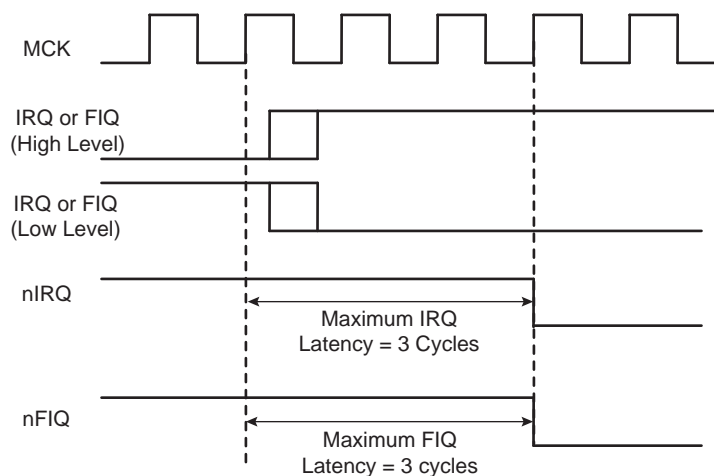 MCK
IRQ or FIQ
(High Level)
IRQ or FIQ
(Low Level)
nIRQ
Maximum IRQ
Latency = 3 Cycles
nFIQ
Maximum FIQ
Latency = 3 cycles